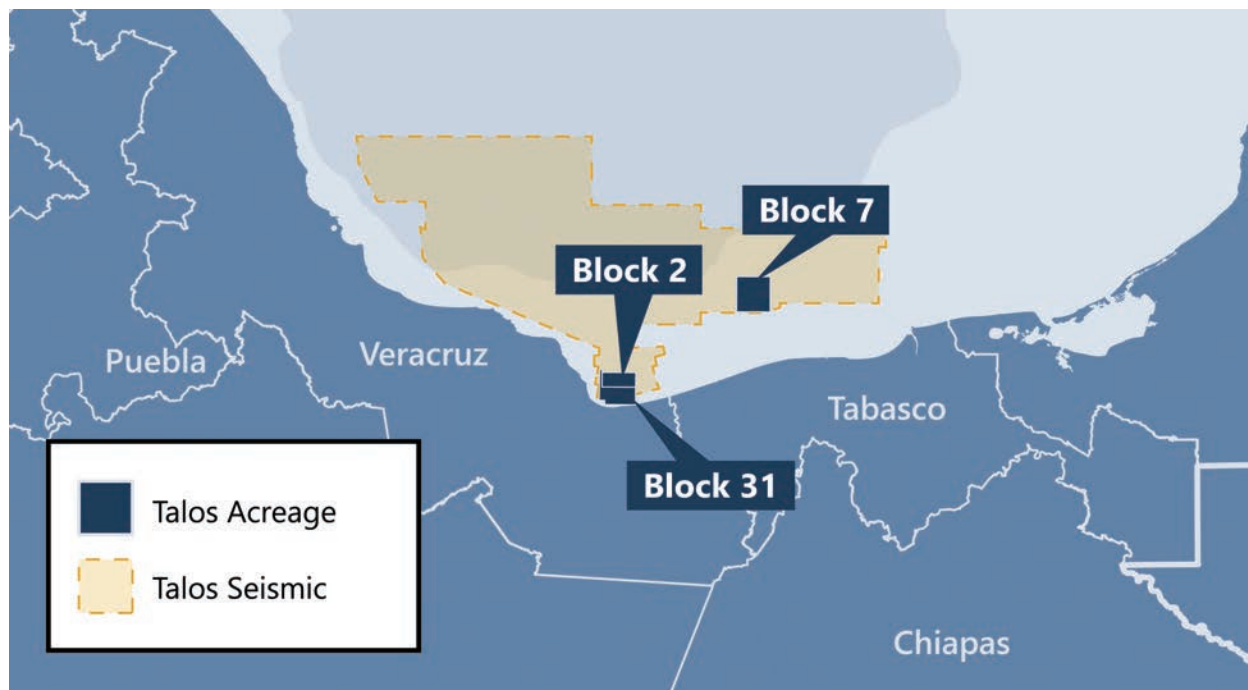 Block 7
Block 2
Puebla
Veracruz
Tabasco
Block 31
Talos Acreage
Talos Seismic
Chiapas